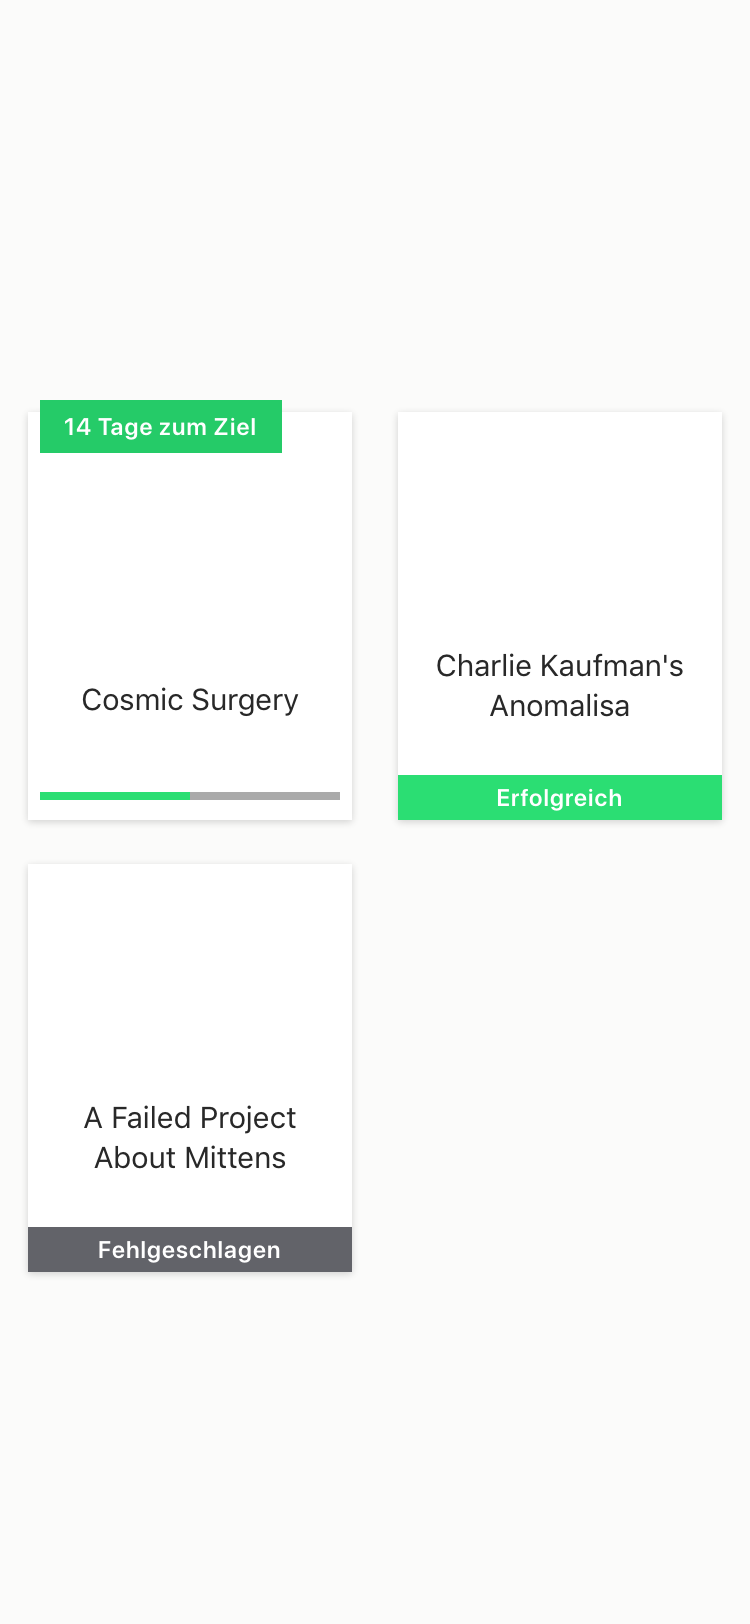 14 Tage zum Ziel
Cosmic Surgery
Charlie Kaufman's
Anomalisa
Erfolgreich
A Failed Project
About Mittens
Fehlgeschlagen